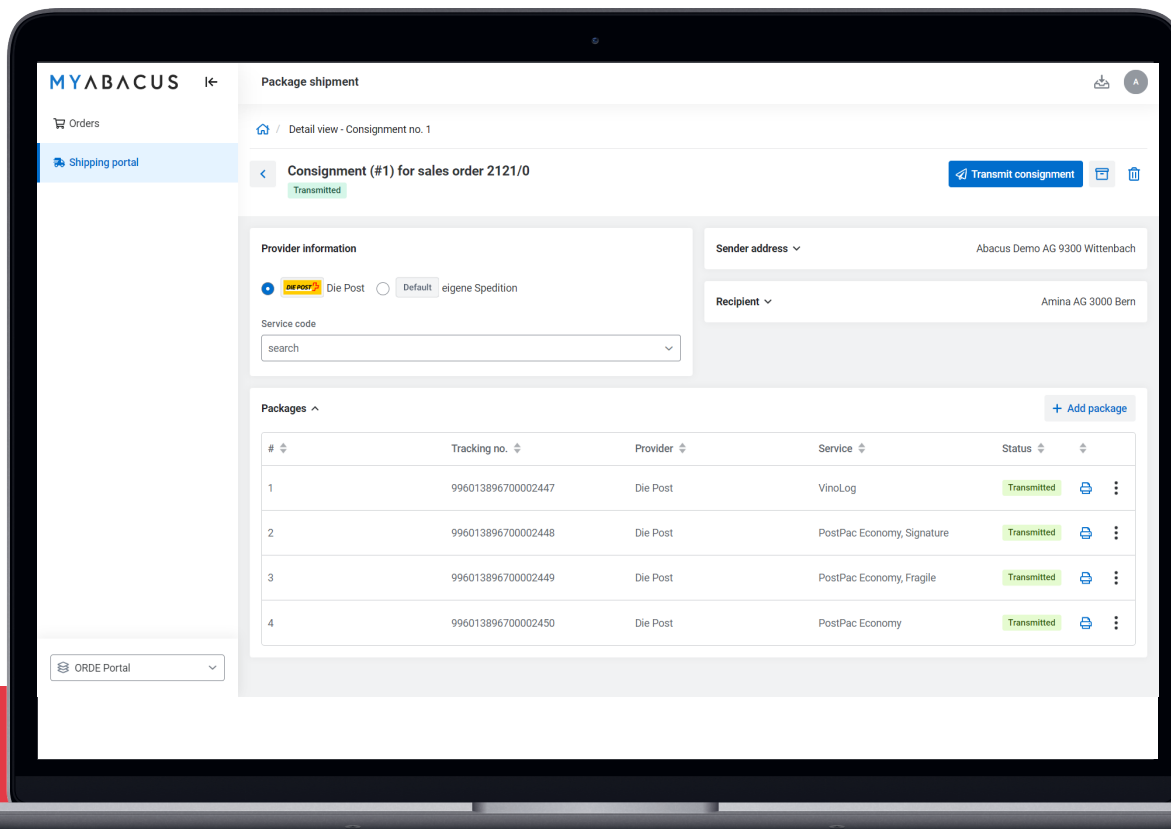 MYABACUS
Package shipment
A
Orders
Shipping portal
/ Detail view - Consignment no. 1
Consignment (#1) for sales order 2121/0
Transmitted
Transmit consignment
Provider information
DIE POST Die Post Default eigene Spedition
Service code
search
Sender address Abacus Demo AG 9300 Wittenbach
Recipient Amina AG 3000 Bern
Packages + Add package
# Tracking no. Provider Service Status
1 996013896700002447 Die Post VinoLog Transmitted
2 996013896700002448 Die Post PostPac Economy, Signature Transmitted
3 996013896700002449 Die Post PostPac Economy, Fragile Transmitted
4 996013896700002450 Die Post PostPac Economy Transmitted
ORDE Portal